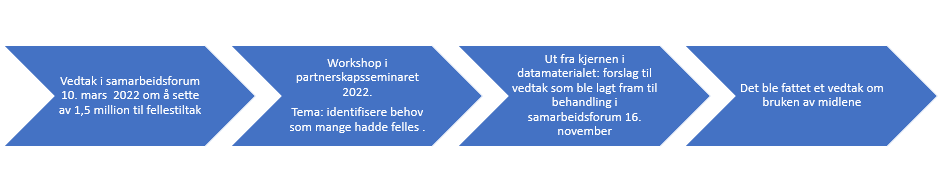 Vedtak i samarbeidsforum
10. mars 2022 om å sette
av 1,5 million til fellestiltak
Workshop i
partnerskapsseminaret
2022.
Tema: identifisere behov
som mange hadde felles .
Ut fra kjernen i
datamaterialet: forslag til
vedtak som ble lagt fram til
behandling i
samarbeidsforum 16.
november
Det ble fattet et vedtak om
bruken av midlene